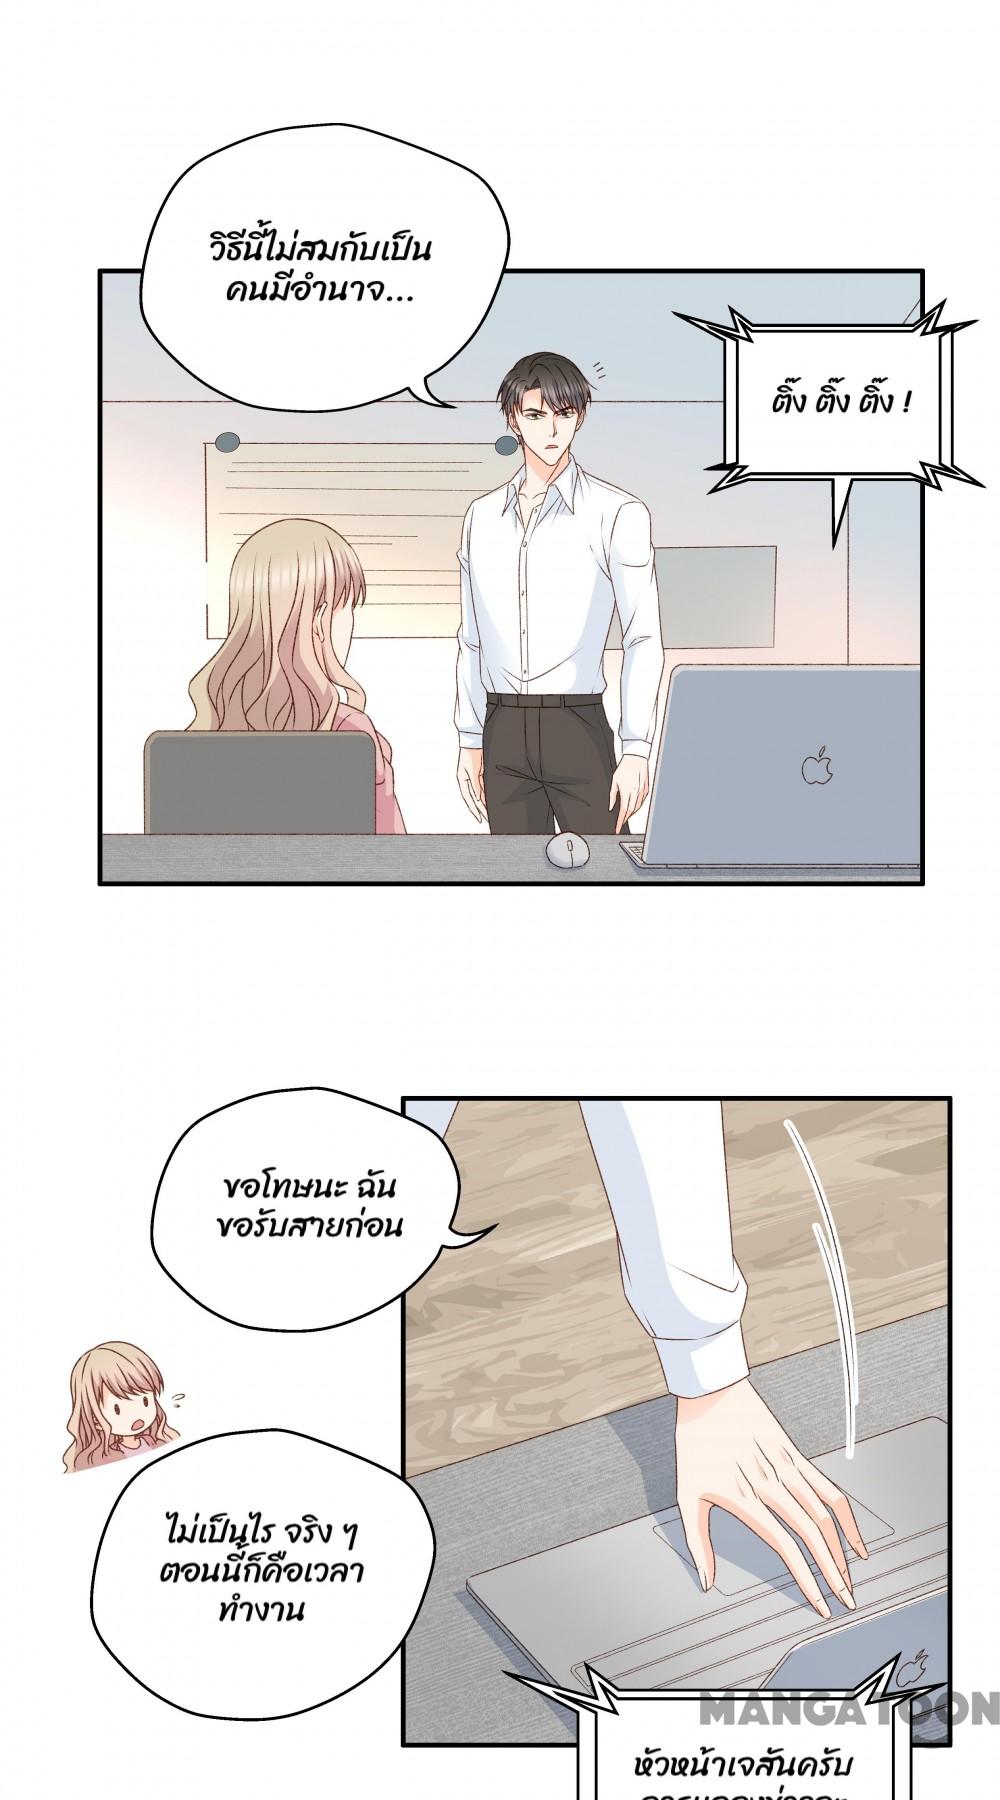 วิธีนี้ไม่สมกับเป็น
คนมีอำนาจ...
ติ๊ง ติ๊ง ติ๊ง !
ขอโทษนะ ฉัน
ขอรับสายก่อน
ไม่เป็นไร จริง ๆ
ตอนนี้ก็คือเวลา
ทำงาน
MANGATOON
หัวหน้าเจสันครับ